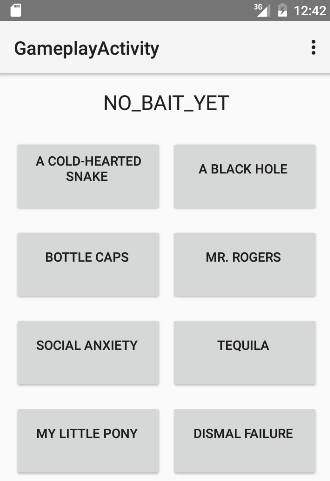 3G 12:42
GameplayActivity
NO_BAIT_YET
A COLD-HEARTED
SNAKE
A BLACK HOLE
BOTTLE CAPS
MR. ROGERS
SOCIAL ANXIETY
TEQUILA
MY LITTLE PONY
DISMAL FAILURE